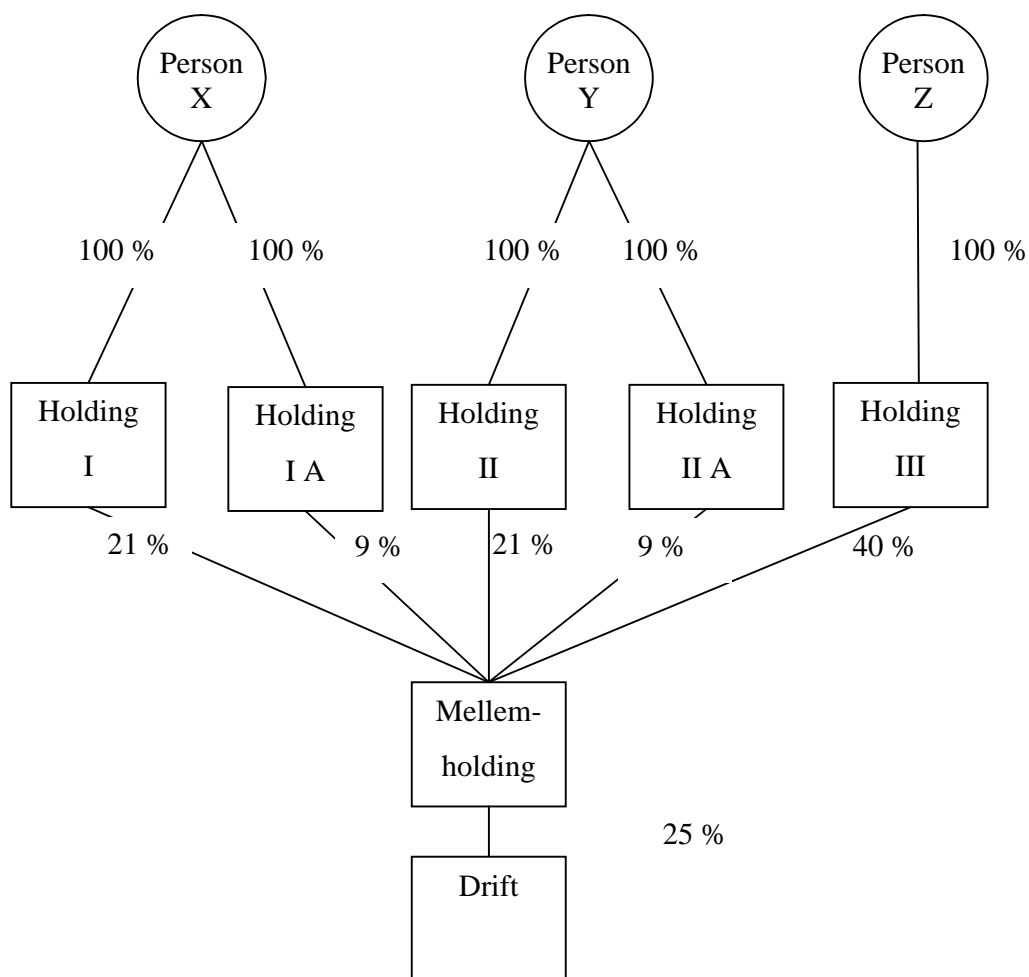 Person
X
Person
Y
Person
Z
100 %
100 %
100 %
100 %
100 %
Holding
I
Holding
I A
Holding
II
Holding
II A
Holding
III
21 %
9 %
21 %
9 %
40 %
Mellem-
holding
25 %
Drift